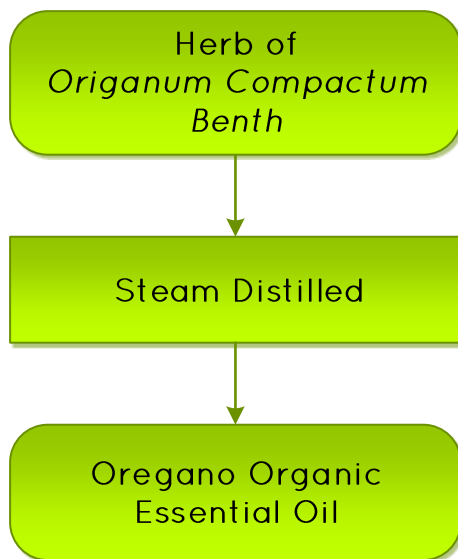 Herb of
Origanum Compactum
Benth
Steam Distilled
Oregano Organic
Essential Oil